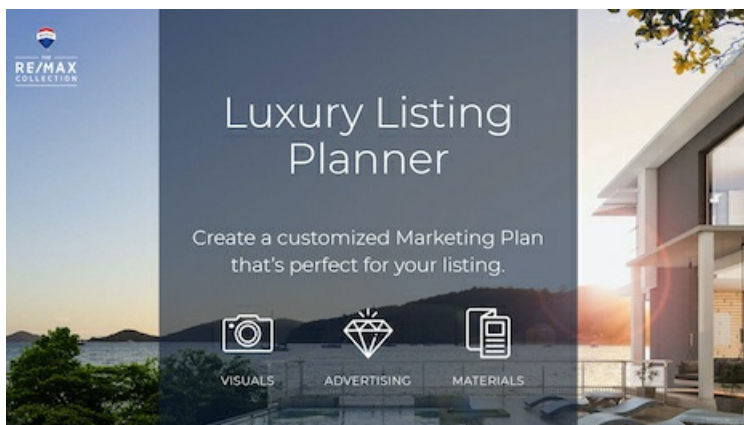 THE
RE/MAX
COLLECTION
Luxury Listing
Planner
Create a customized Marketing Plan
that's perfect for your listing.
VISUALS
ADVERTISING
MATERIALS